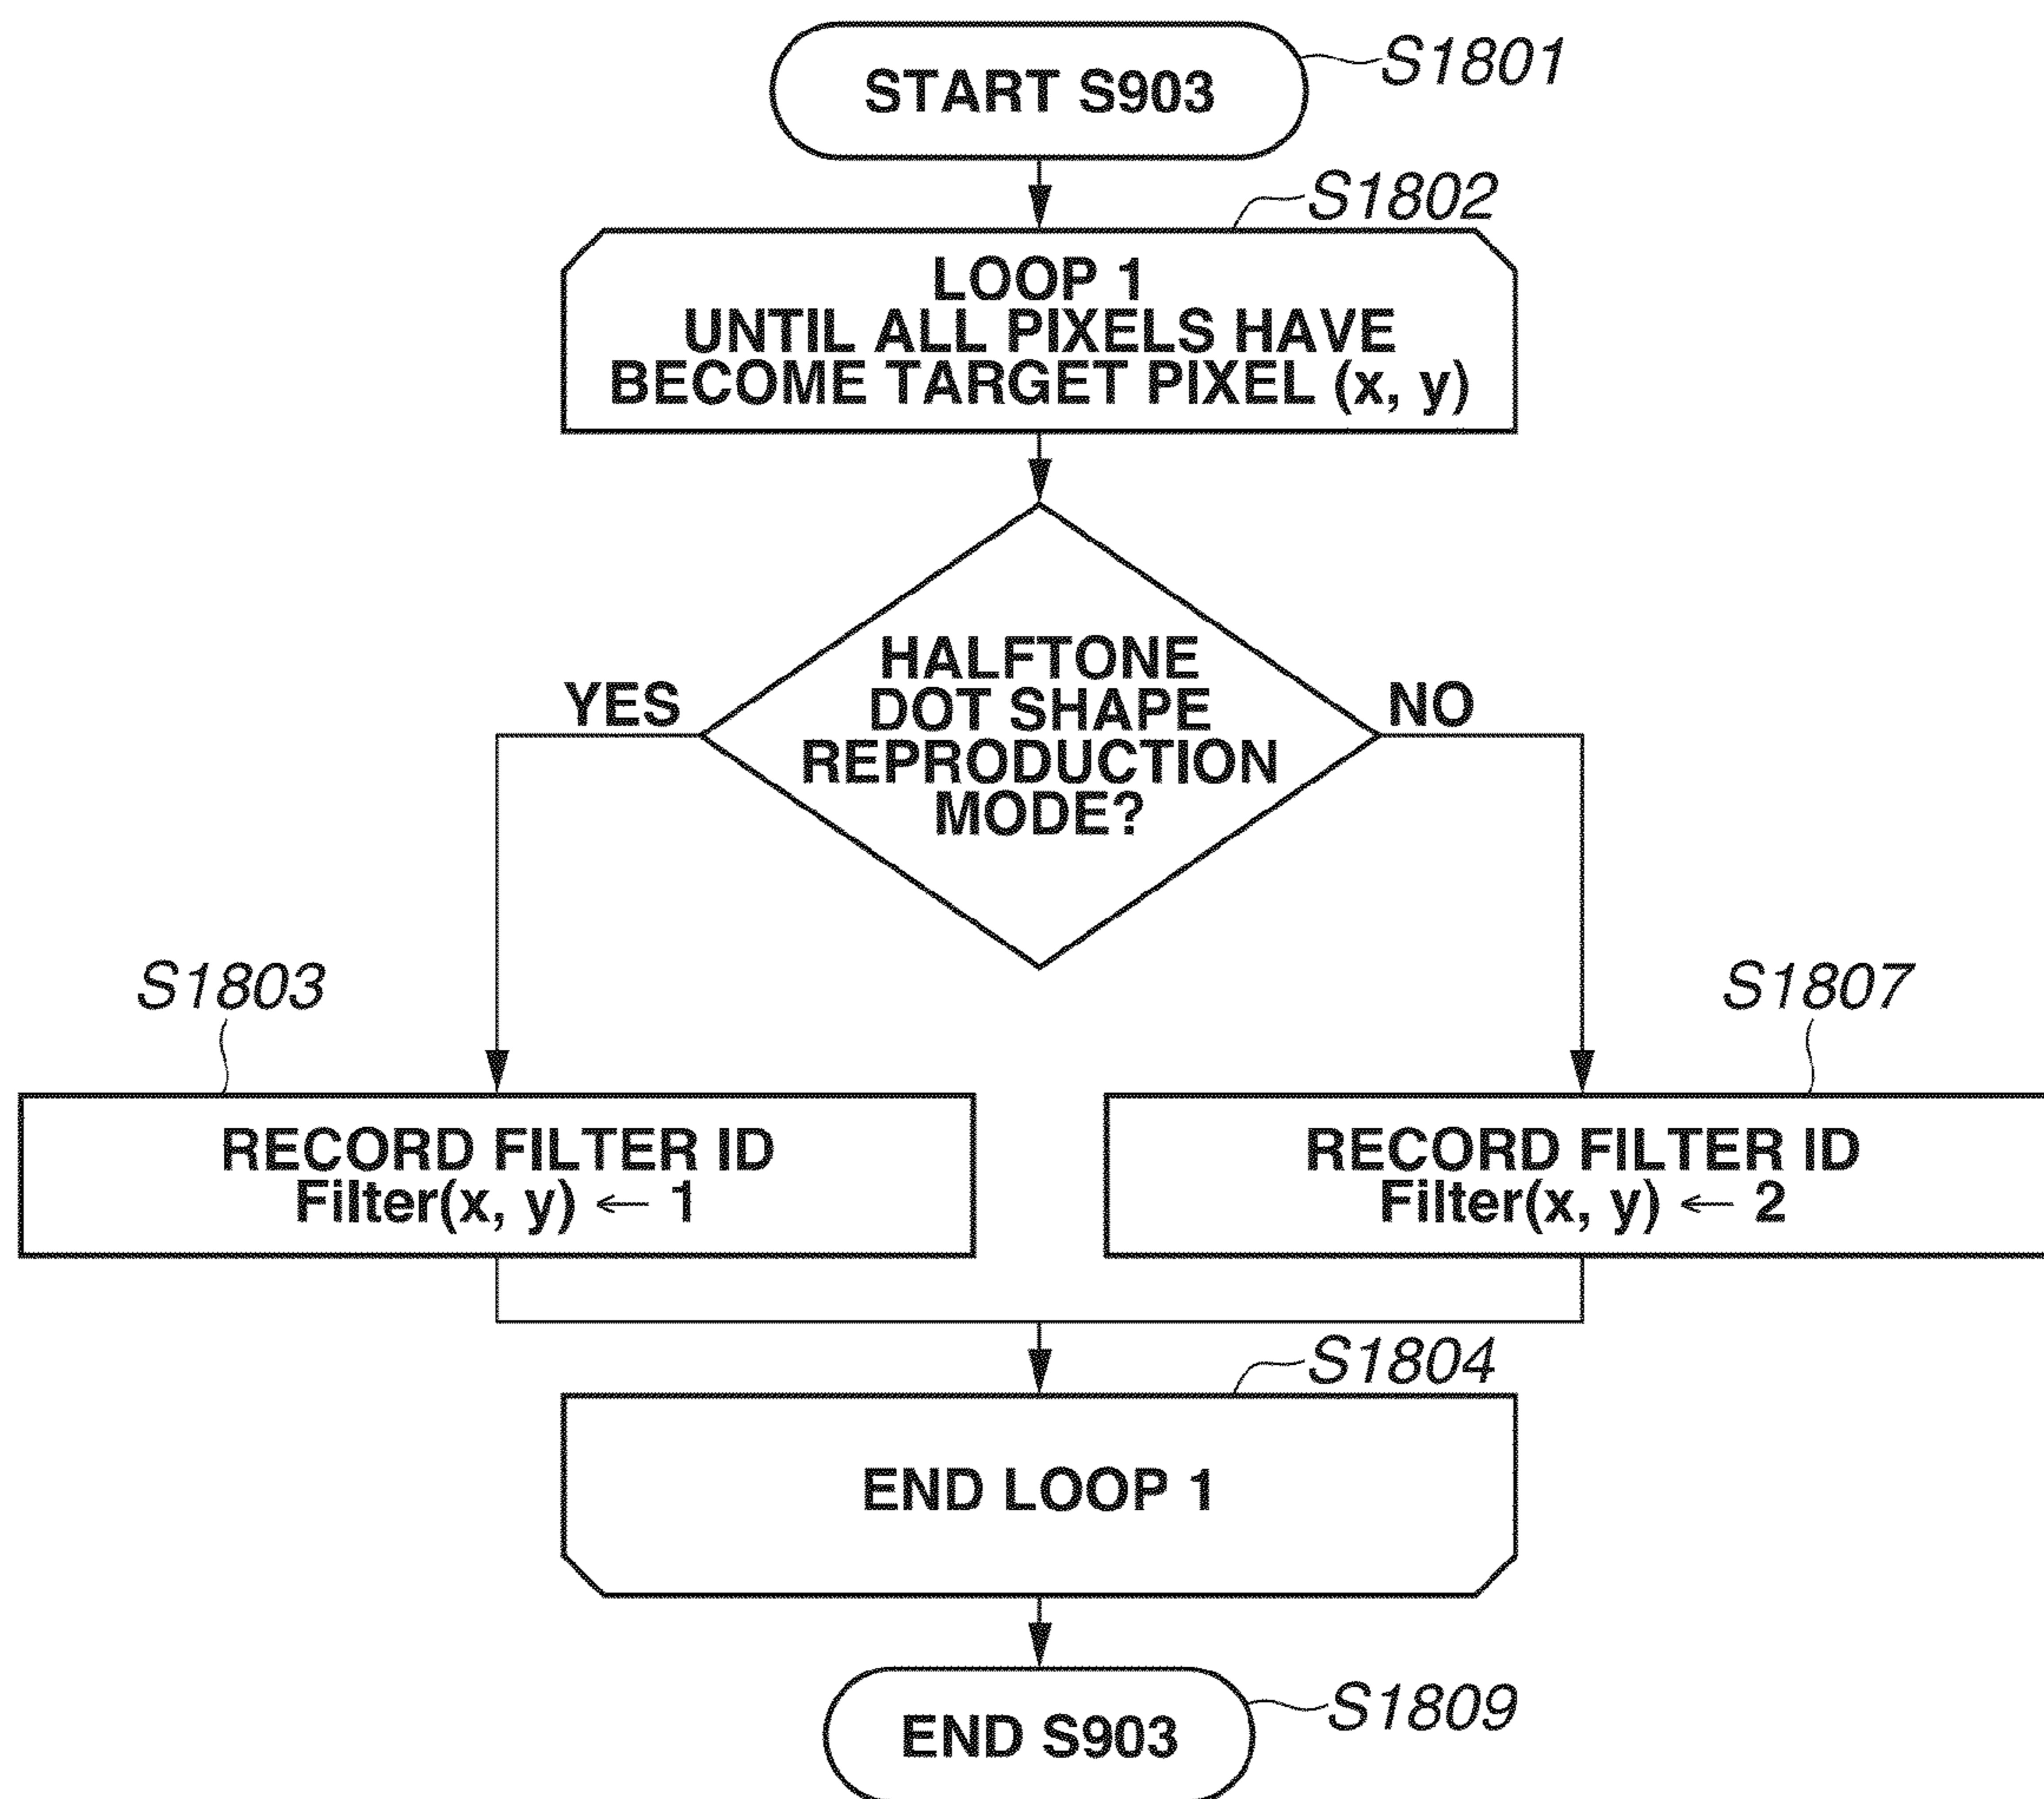 START S903
S1801
S1802
LOOP 1
UNTIL ALL PIXELS HAVE
BECOME TARGET PIXEL (x, y)
HALFTONE
DOT SHAPE
REPRODUCTION
MODE?
YES
NO
S1803
S1807
RECORD FILTER ID
Filter(x, y) ← 1
RECORD FILTER ID
Filter(x, y) ← 2
S1804
END LOOP 1
END S903
S1809